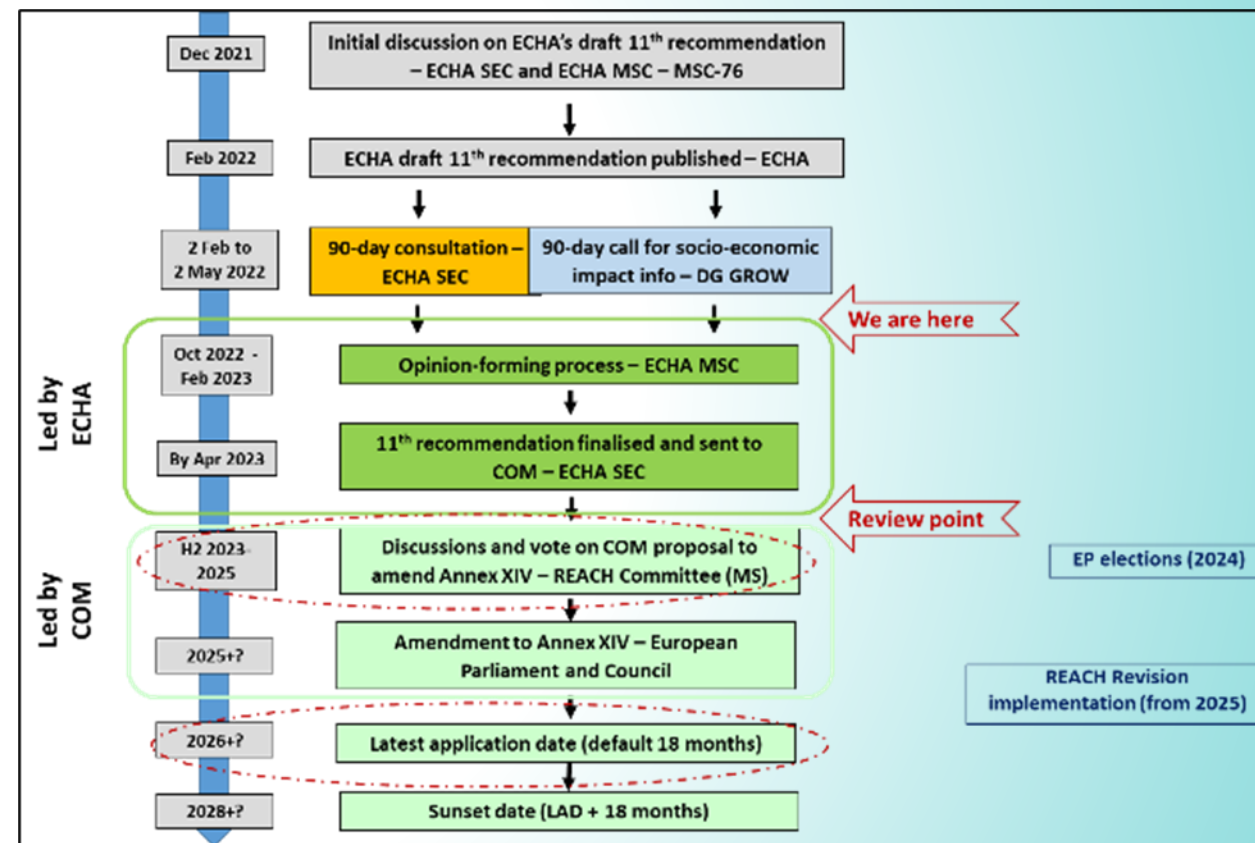 Dec 2021
Initial discussion on ECHA's draft 11th recommendation
– ECHA SEC and ECHA MSC – MSC-76
Feb 2022
ECHA draft 11th recommendation published – ECHA
2 Feb to
2 May 2022
90-day consultation –
ECHA SEC
90-day call for socio-economic
impact info – DG GROW
We are here
Led by
ECHA
Oct 2022 -
Feb 2023
Opinion-forming process – ECHA MSC
By Apr 2023
11th recommendation finalised and sent to
COM – ECHA SEC
Review point
Led by
COM
H2 2023-
2025
Discussions and vote on COM proposal to
amend Annex XIV – REACH Committee (MS)
EP elections (2024)
2025+?
Amendment to Annex XIV – European
Parliament and Council
REACH Revision
implementation (from 2025)
2026+?
Latest application date (default 18 months)
2028+?
Sunset date (LAD + 18 months)